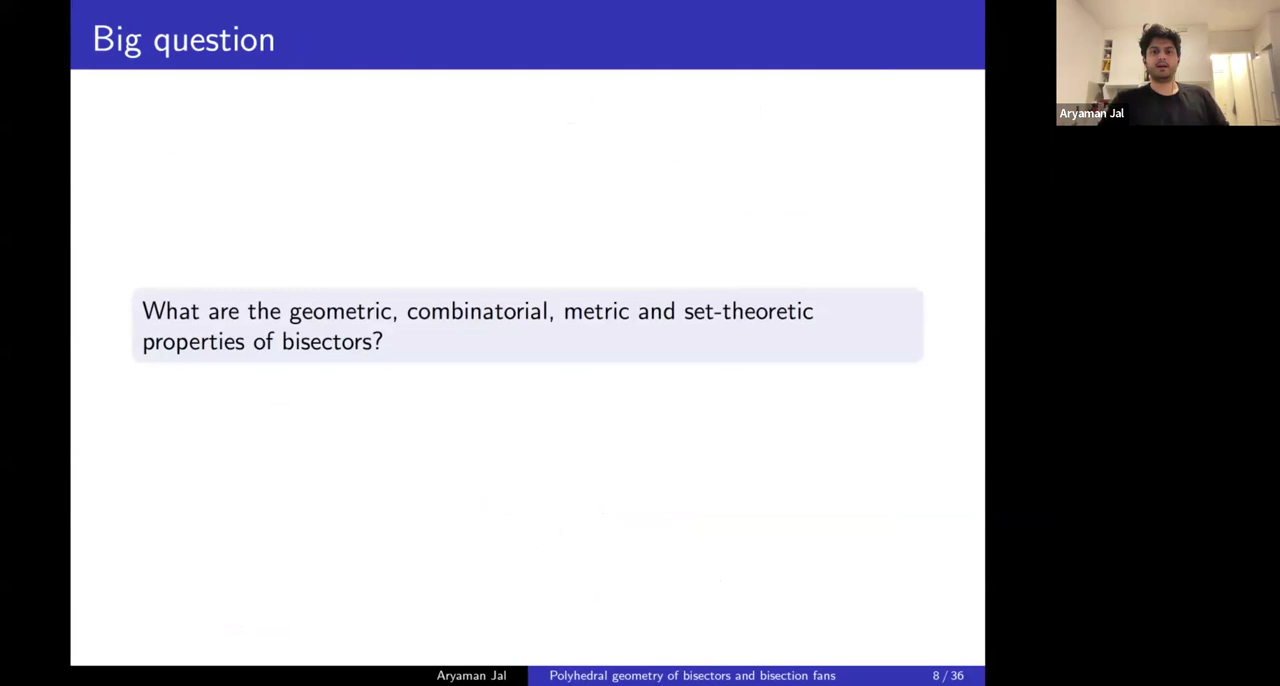 Big question
Aryaman Jal
What are the geometric, combinatorial, metric and set-theoretic
properties of bisectors?
Aryaman Jal
Polyhedral geometry of bisectors and bisection fans
8 / 36